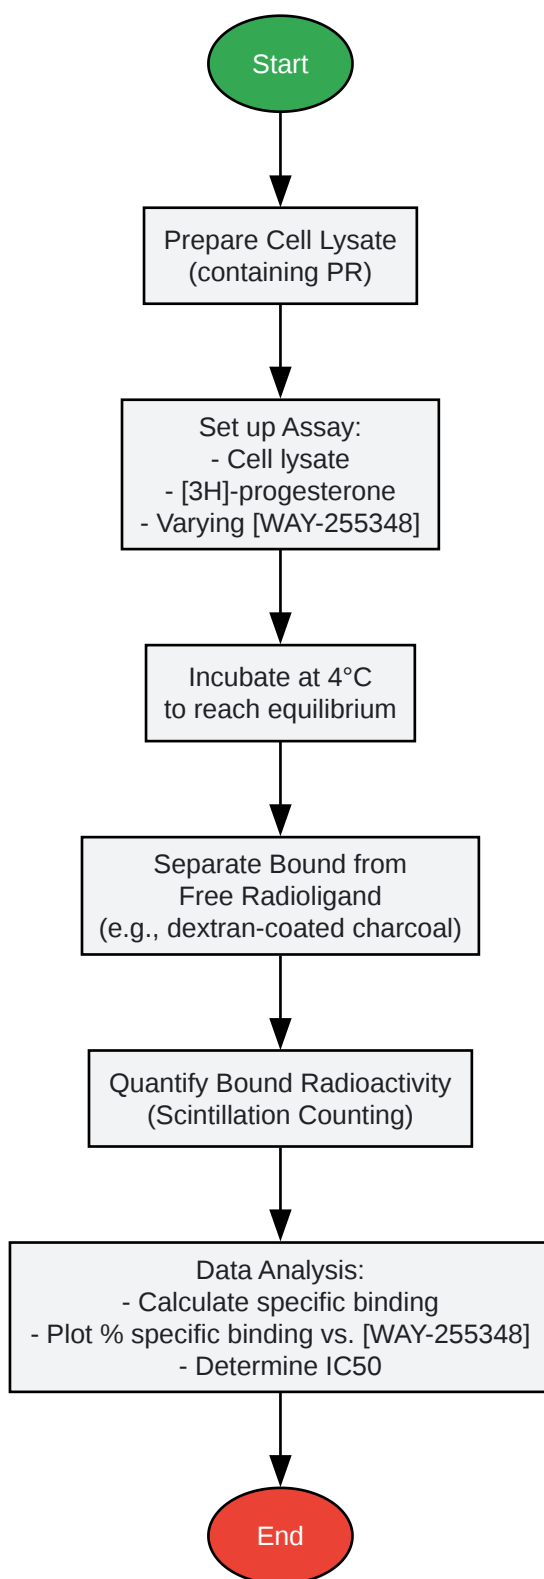 Start
Prepare Cell Lysate
(containing PR)
Set up Assay:
- Cell lysate
- [3H]-progesterone
- Varying [WAY-255348]
Incubate at 4°C
to reach equilibrium
Separate Bound from
Free Radioligand
(e.g., dextran-coated charcoal)
Quantify Bound Radioactivity
(Scintillation Counting)
Data Analysis:
- Calculate specific binding
- Plot % specific binding vs. [WAY-255348]
- Determine IC50
End